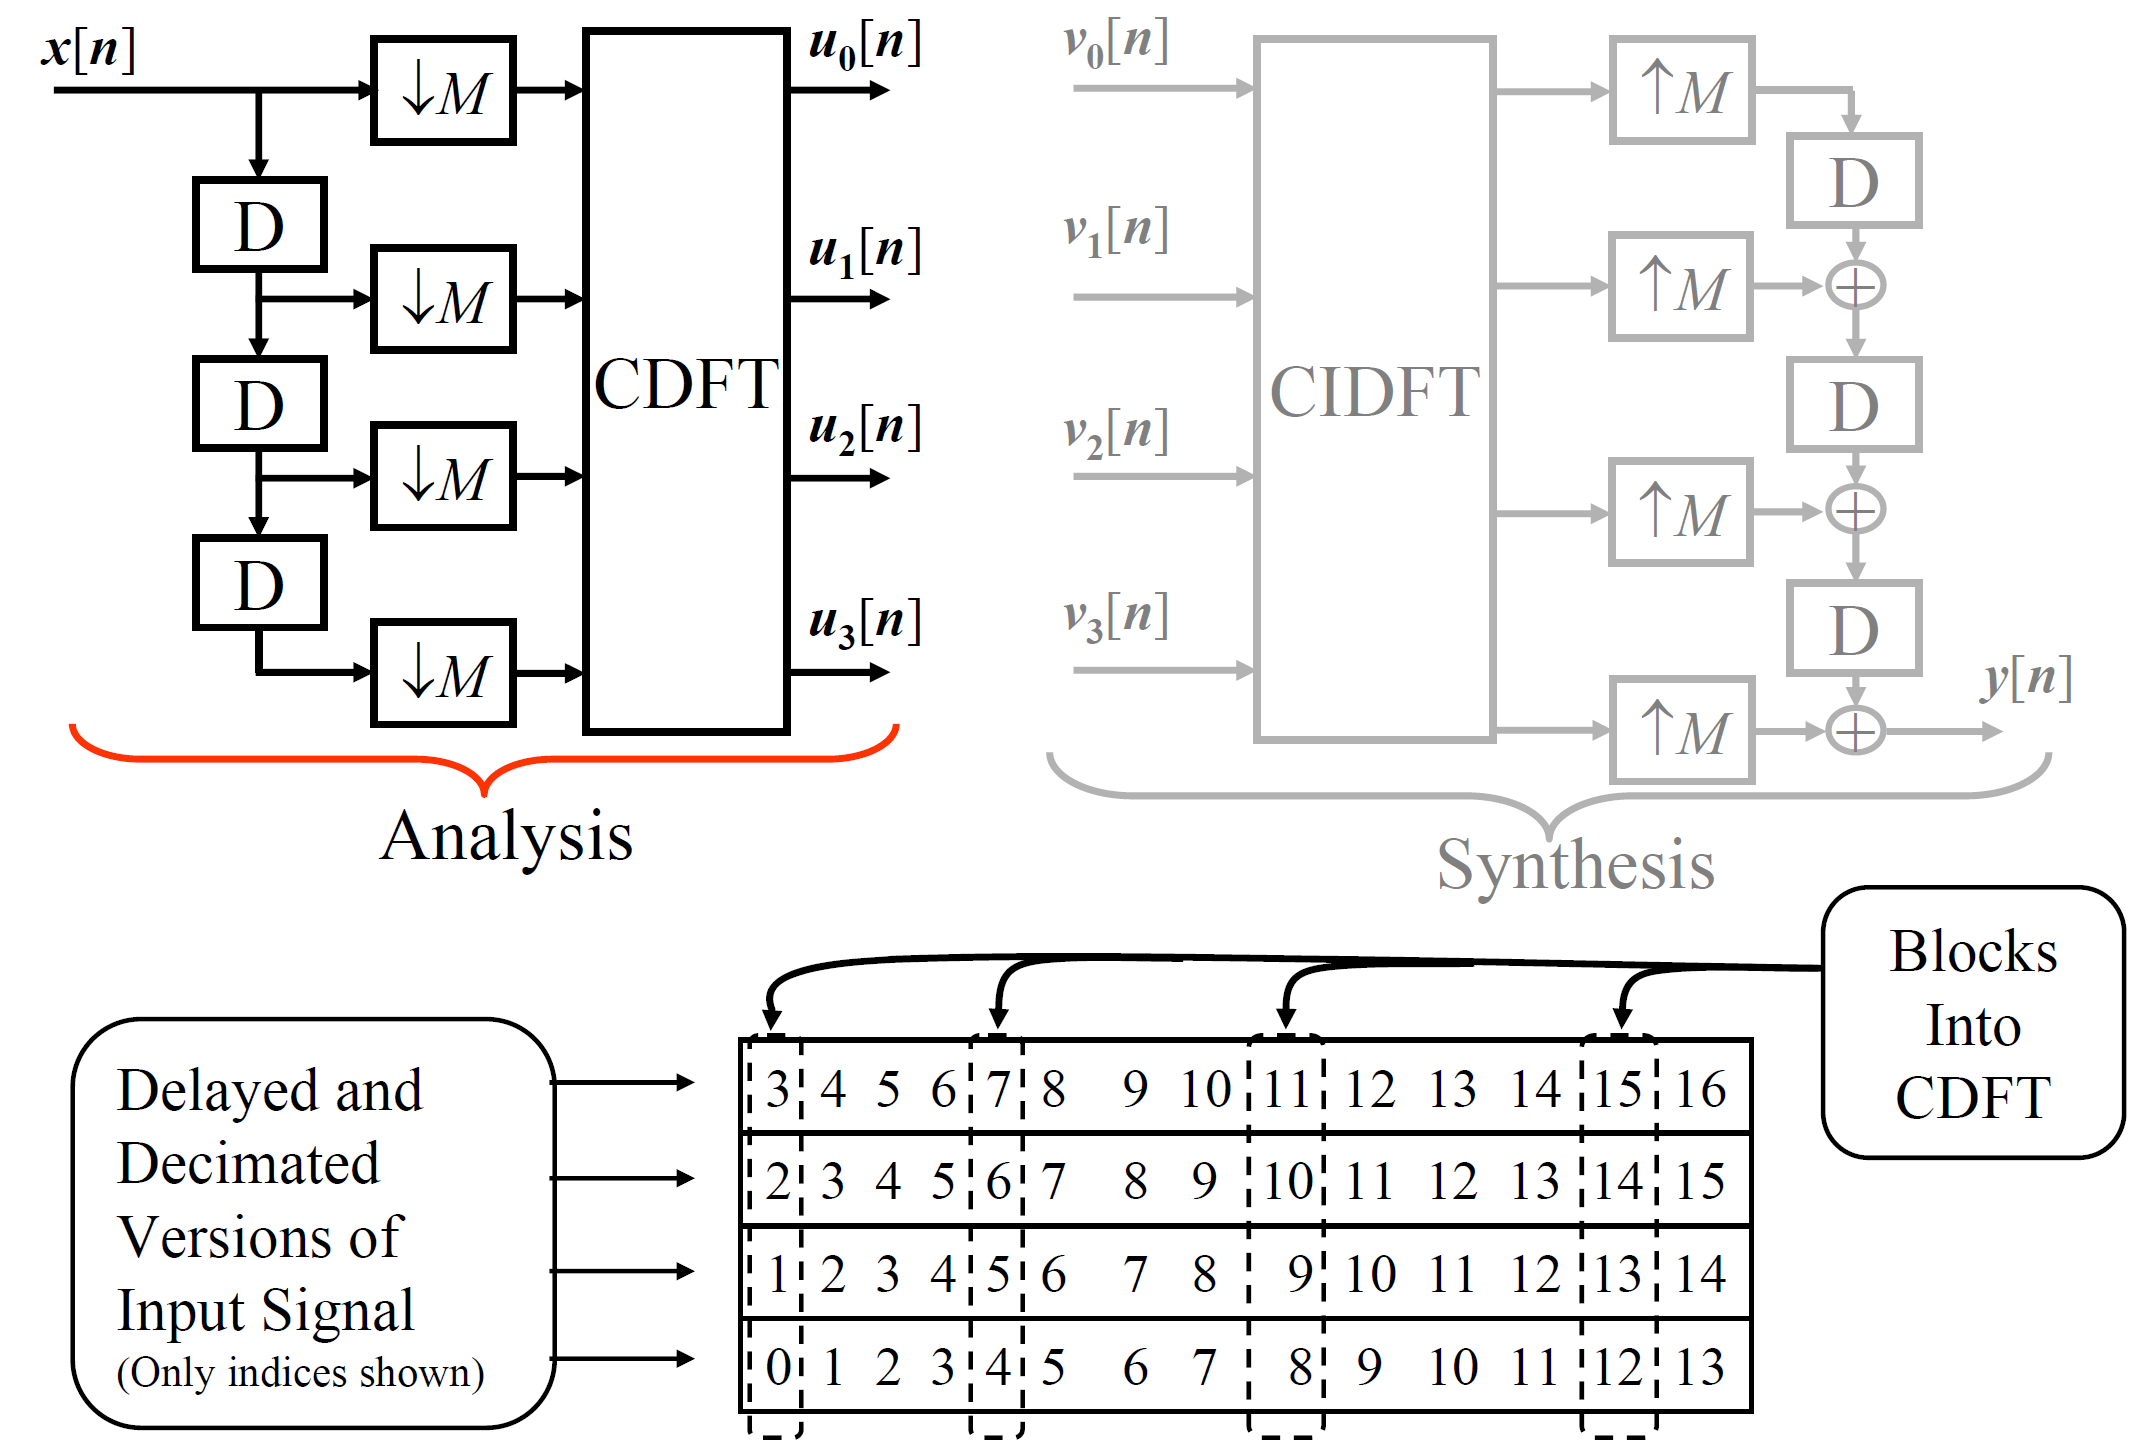 x[n]
↓M
D
↓M
D
↓M
D
↓M
CDFT
u0[n]
u1[n]
u2[n]
u3[n]
Analysis
v0[n]
v1[n]
v2[n]
v3[n]
CIDFT
↑M
D
↑M
+
D
↑M
+
D
↑M
+
y[n]
Synthesis
Blocks
Into
CDFT
Delayed and
Decimated
Versions of
Input Signal
(Only indices shown)
3 4 5 6 7 8 9 10 11 12 13 14 15 16
2 3 4 5 6 7 8 9 10 11 12 13 14 15
1 2 3 4 5 6 7 8 9 10 11 12 13 14
0 1 2 3 4 5 6 7 8 9 10 11 12 13